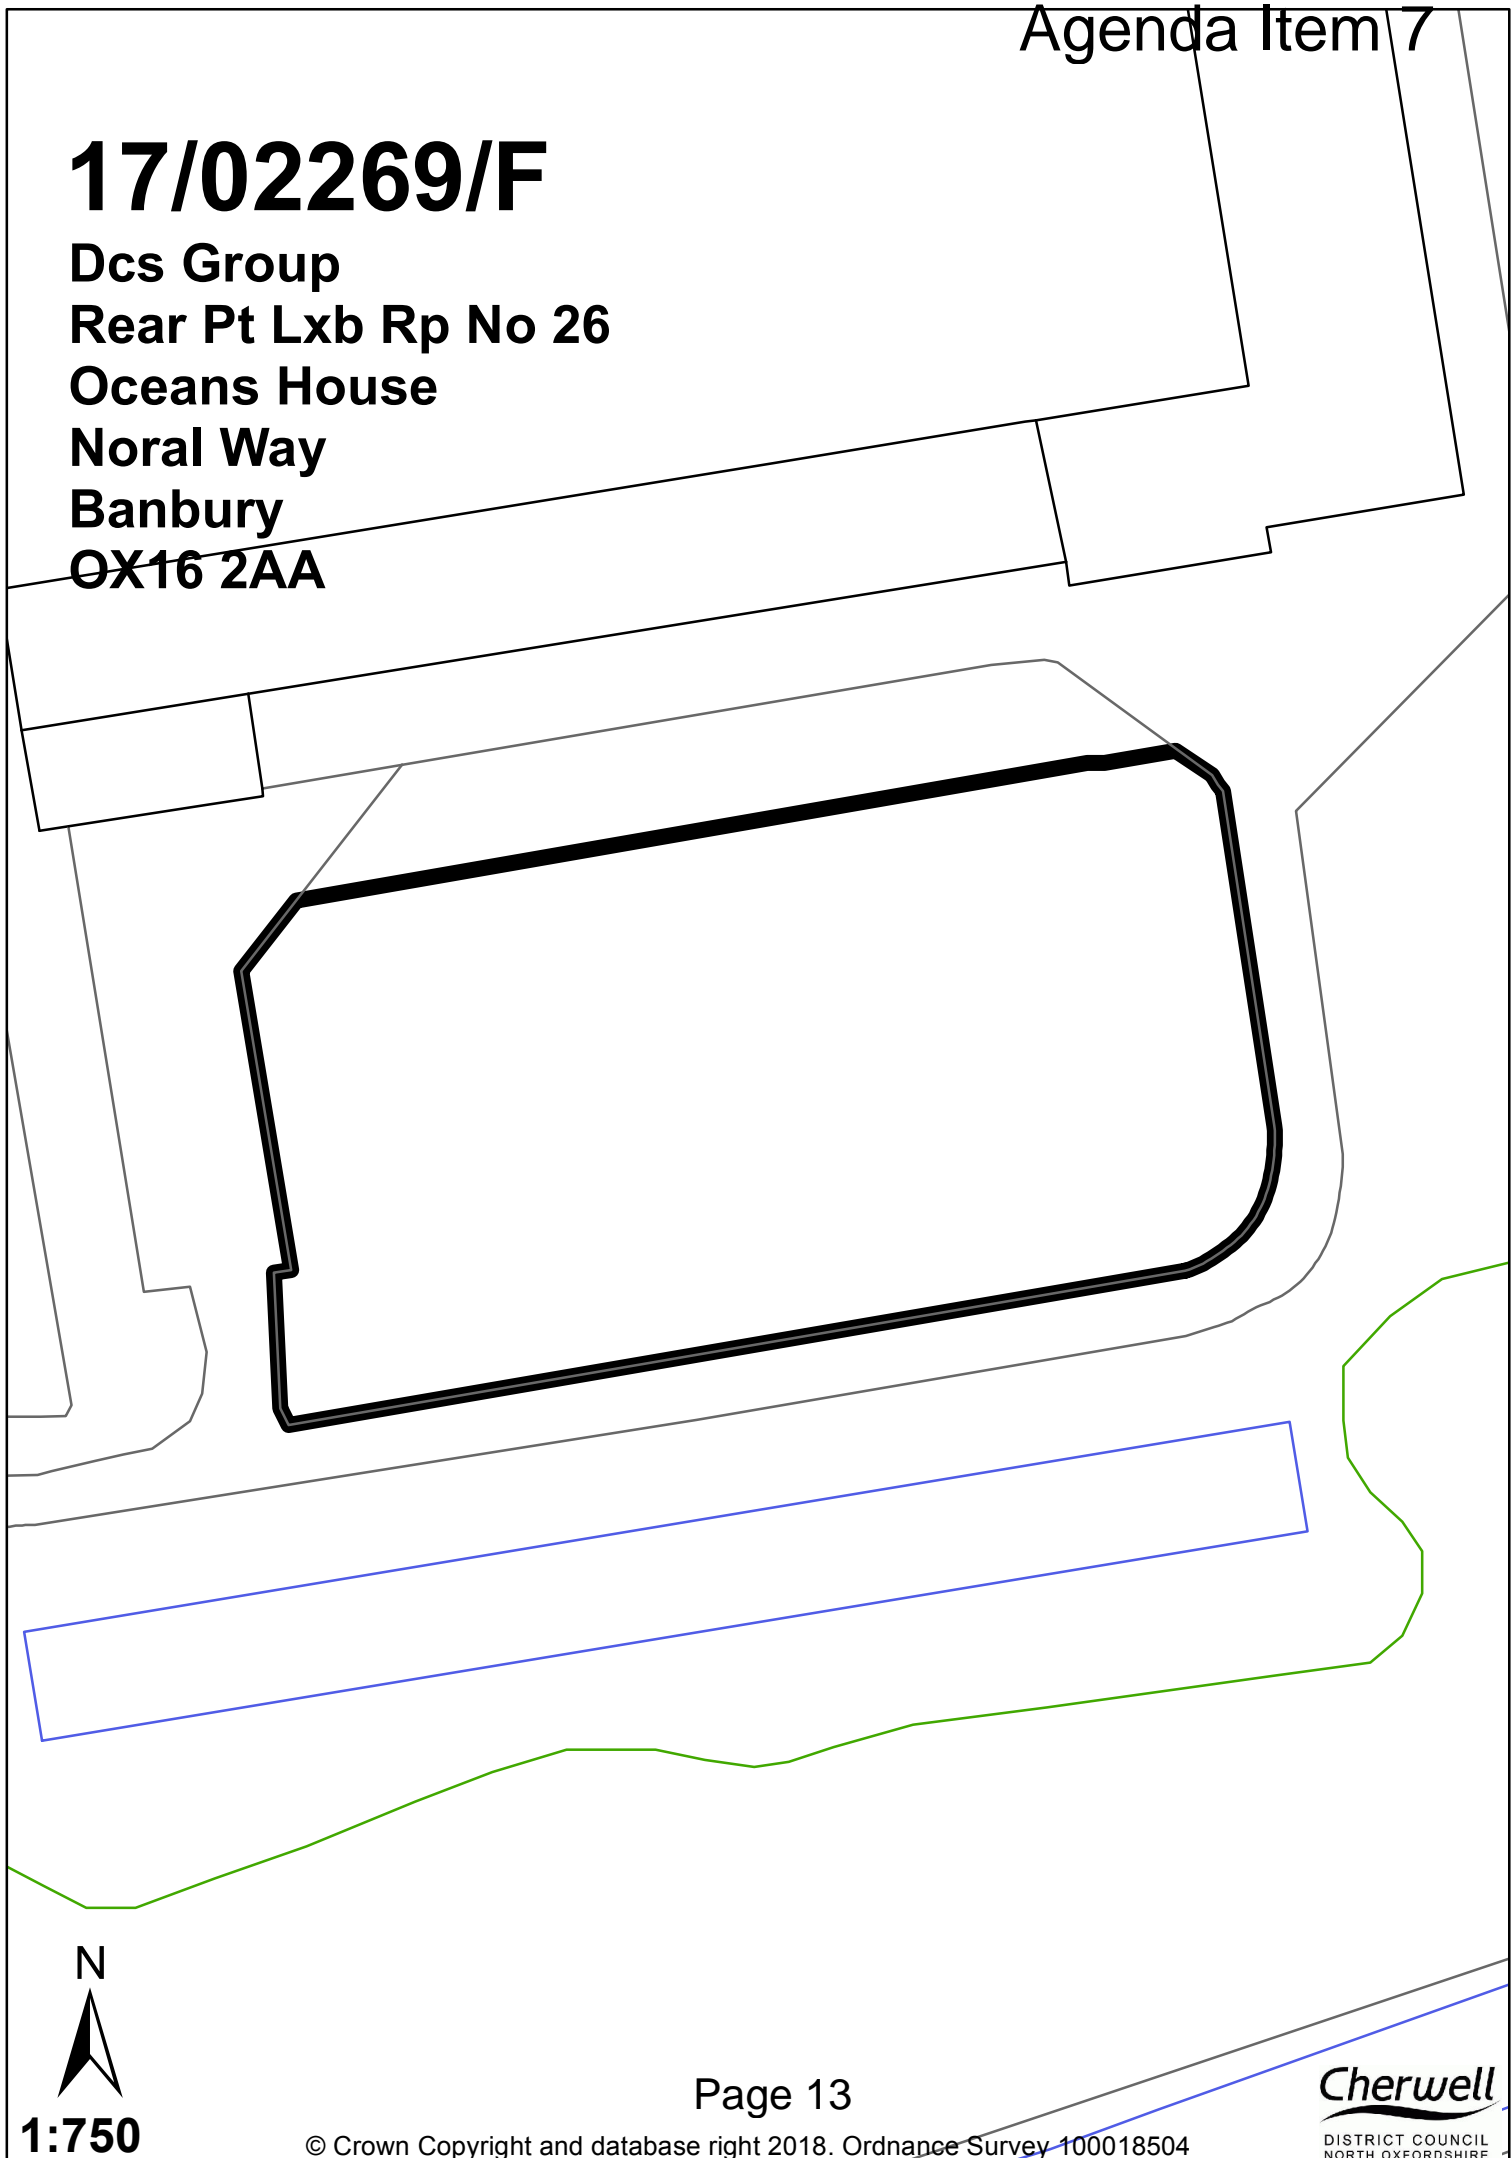 Agenda Item 7
17/02269/F
Dcs Group
Rear Pt Lxb Rp No 26
Oceans House
Noral Way
Banbury
OX16 2AA
N
1:750
Page 13
© Crown Copyright and database right 2018. Ordnance Survey 100018504
Cherwell
DISTRICT COUNCIL
NORTH OXFORDSHIRE